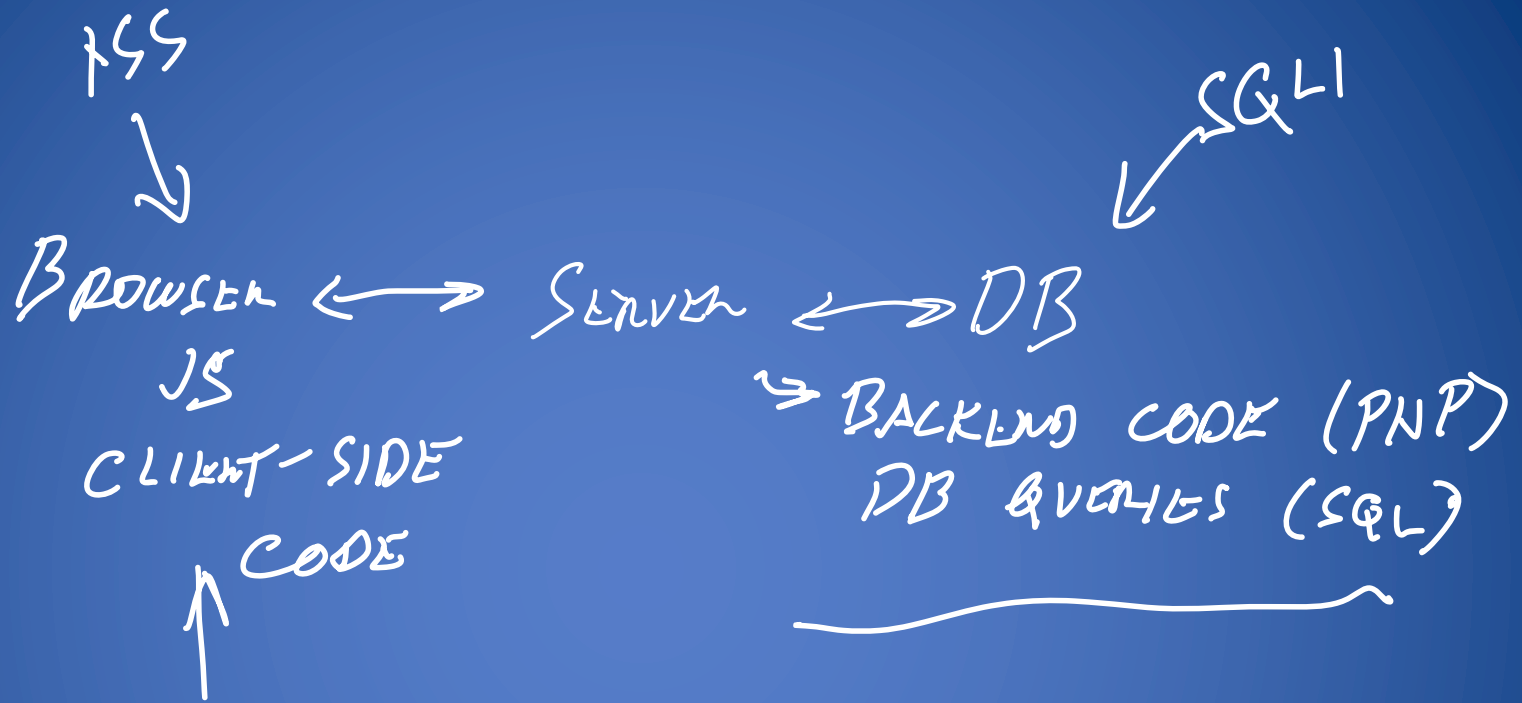 XSS
SQLI
BROWSER SERVER DB
JS
CLIENT-SIDE
CODE
BACKEND CODE (PHP)
DB QUERIES (SQL)